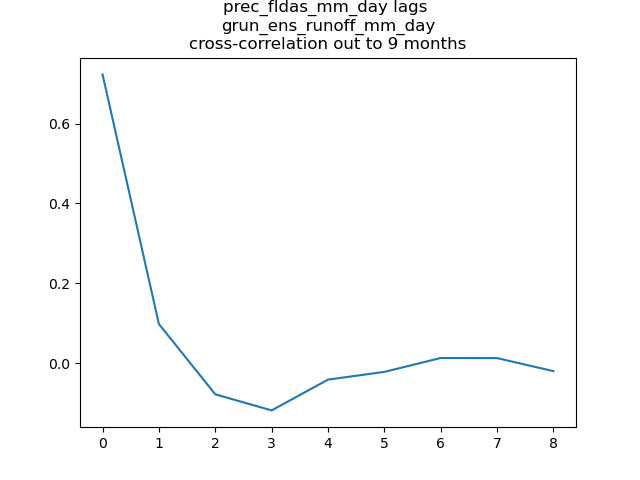 prec_fldas_mm_day lags
grun_ens_runoff_mm_day
cross-correlation out to 9 months
0.6
0.4
0.2
0.0
0 1 2 3 4 5 6 7 8